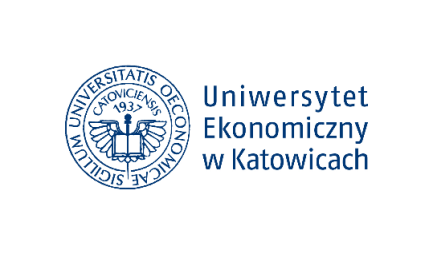 SIGILLUM UNIVERSITATIS OECONOMICAE
CATOVICIENSIS
1937
Uniwersytet
Ekonomiczny
w Katowicach